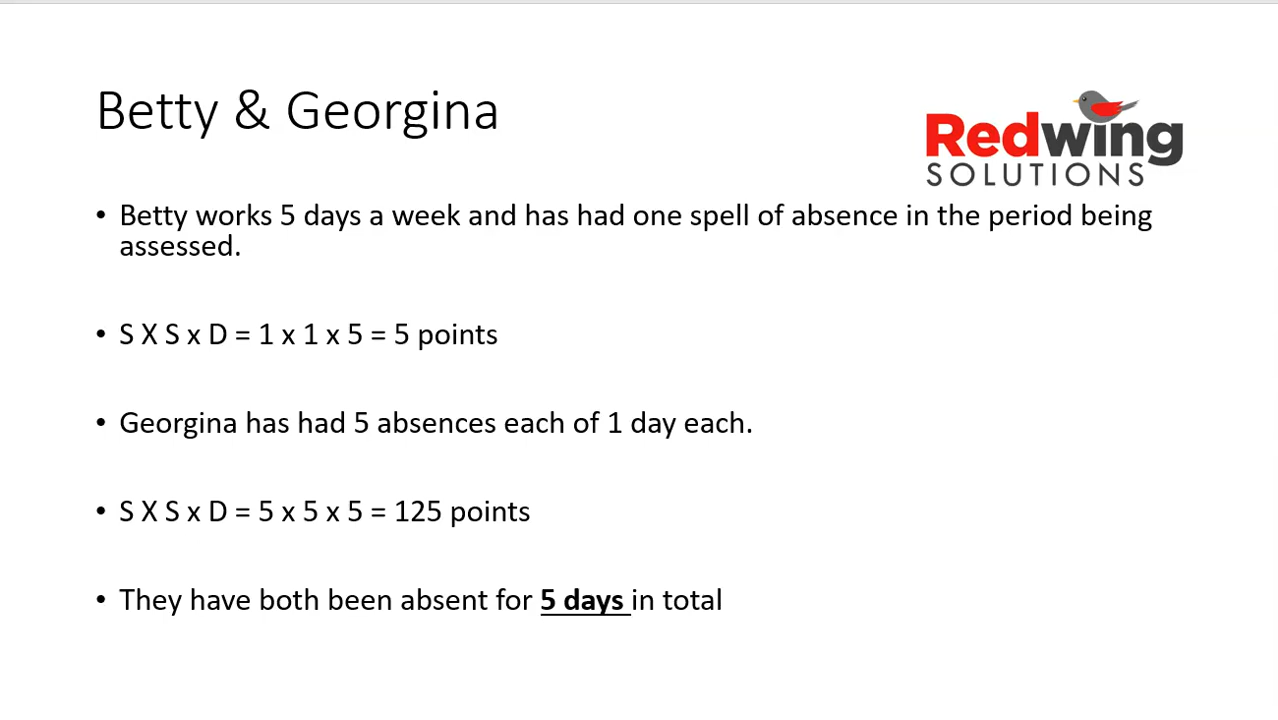 Betty & Georgina
Redwing
SOLUTIONS
• Betty works 5 days a week and has had one spell of absence in the period being
assessed.
• S X S x D = 1 x 1 x 5 = 5 points
• Georgina has had 5 absences each of 1 day each.
• S X S x D = 5 x 5 x 5 = 125 points
• They have both been absent for 5 days in total